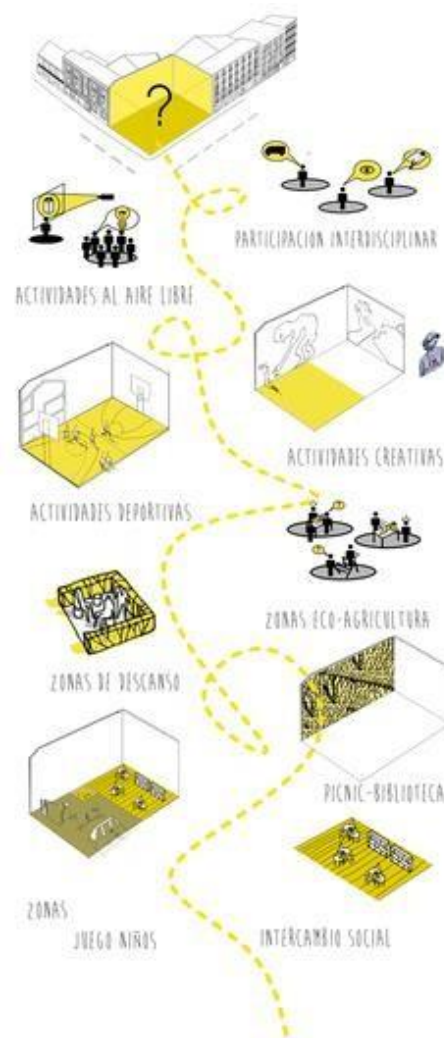 ?
PARTICIPACIÓN INTERDISCIPLINAR
ACTIVIDADES AL AIRE LIBRE
ACTIVIDADES CREATIVAS
ACTIVIDADES DEPORTIVAS
ZONAS ECO-AGRICULTURA
ZONAS DE DESCANSO
PICNIC-BIBLIOTECA
ZONAS
JUEGO NIÑOS
INTERCAMBIO SOCIAL